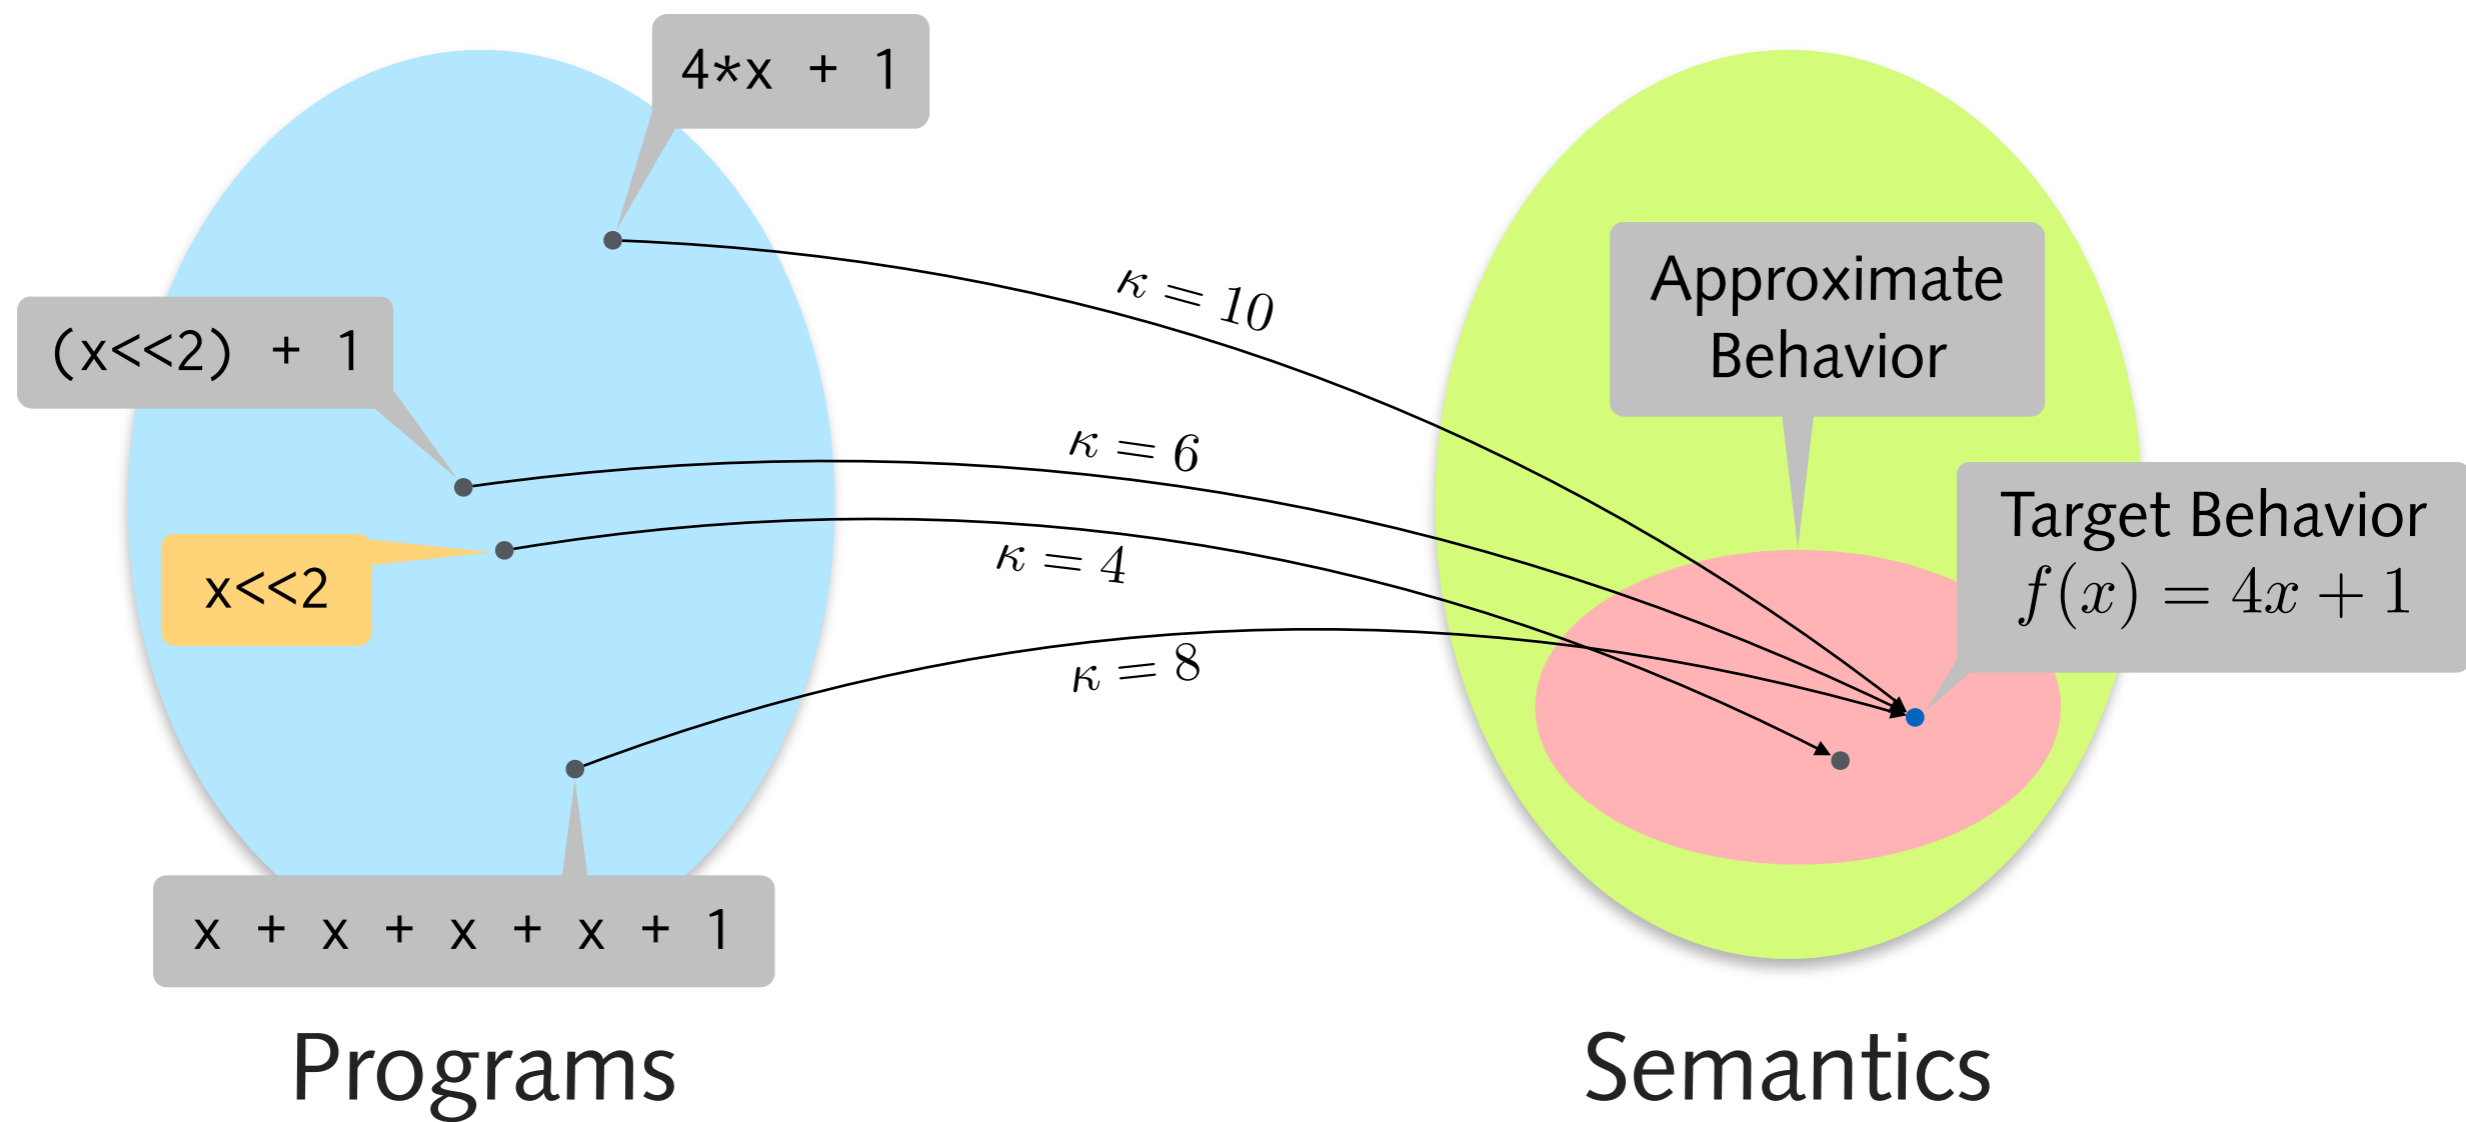 4*x + 1
(x<<2) + 1
x<<2
x + x + x + x + 1
κ = 10
κ = 6
κ = 4
κ = 8
Approximate
Behavior
Target Behavior
f(x) = 4x + 1
Programs
Semantics